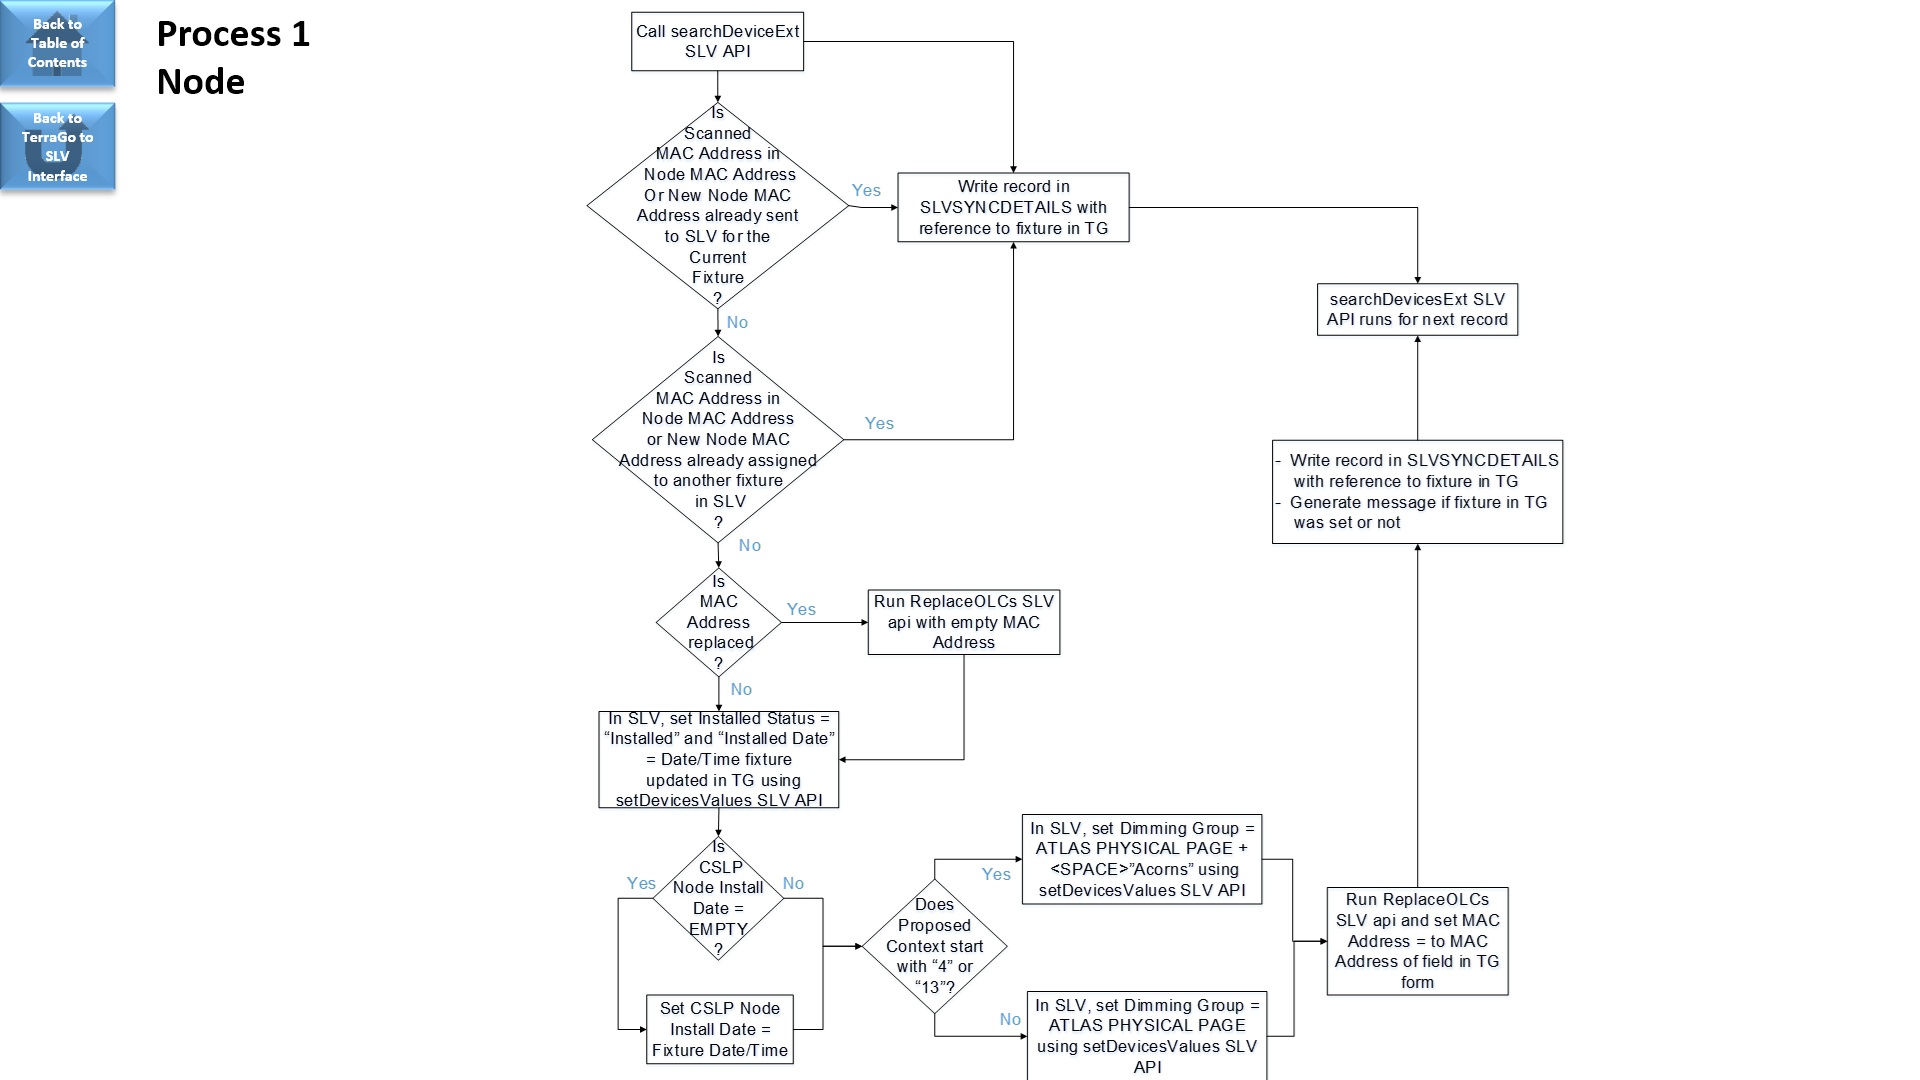 Back to
Table of
Contents
Back to
TerraGo to
SLV
Interface
Process 1
Node
Call searchDeviceExt
SLV API
Is
Scanned
MAC Address in
Node MAC Address
Or New Node MAC
Address already sent
to SLV for the
Current
Fixture
?
Yes
Write record in
SLVSYNCDETAILS with
reference to fixture in TG
searchDevicesExt SLV
API runs for next record
No
Is
Scanned
MAC Address in
Node MAC Address
or New Node MAC
Address already assigned
to another fixture
in SLV
?
Yes
- Write record in SLVSYNCDETAILS
with reference to fixture in TG
- Generate message if fixture in TG
was set or not
No
Is
MAC
Address
replaced
?
Yes
Run ReplaceOLCs SLV
api with empty MAC
Address
No
In SLV, set Installed Status =
“Installed” and “Installed Date”
= Date/Time fixture
updated in TG using
setDevicesValues SLV API
Is
CSLP
Node Install
Date =
EMPTY
?
Yes
No
Set CSLP Node
Install Date =
Fixture Date/Time
Does
Proposed
Context start
with “4” or
“13”?
Yes
In SLV, set Dimming Group =
ATLAS PHYSICAL PAGE +
<SPACE>”Acorns” using
setDevicesValues SLV API
No
In SLV, set Dimming Group =
ATLAS PHYSICAL PAGE
using setDevicesValues SLV
API
Run ReplaceOLCs
SLV api and set MAC
Address = to MAC
Address of field in TG
form